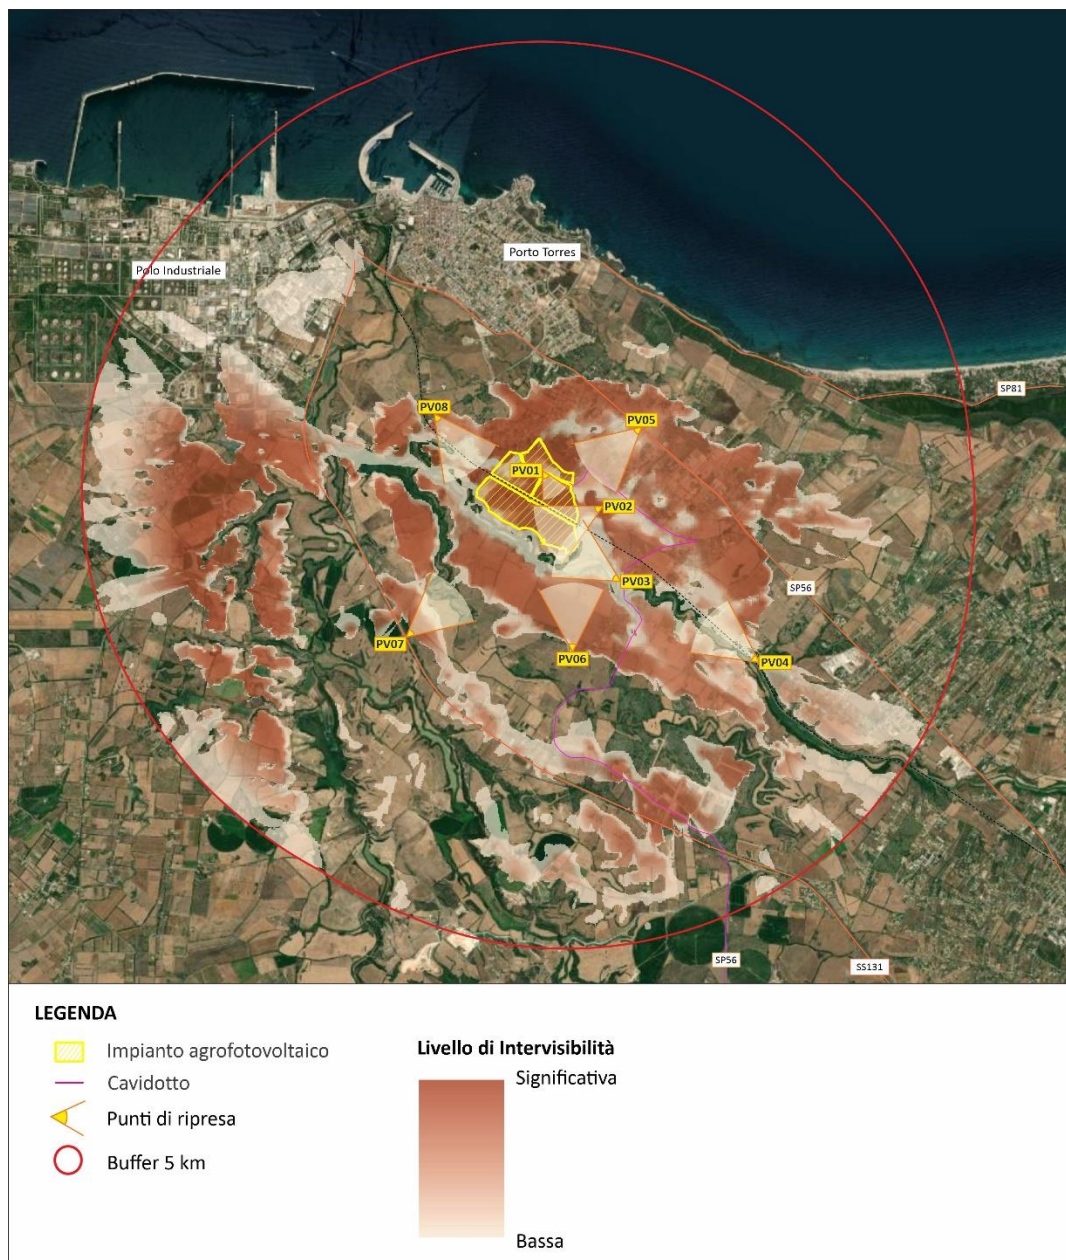 Porto Torres
Polo Industriale
SP81
PV08
PV05
PV01
PV02
PV03
SP56
PV07
PV06
PV04
SP56
SS131
LEGENDA
Impianto agrofotovoltaico
Cavidotto
Punti di ripresa
Buffer 5 km
Livello di Intervisibilità
Significativa
Bassa